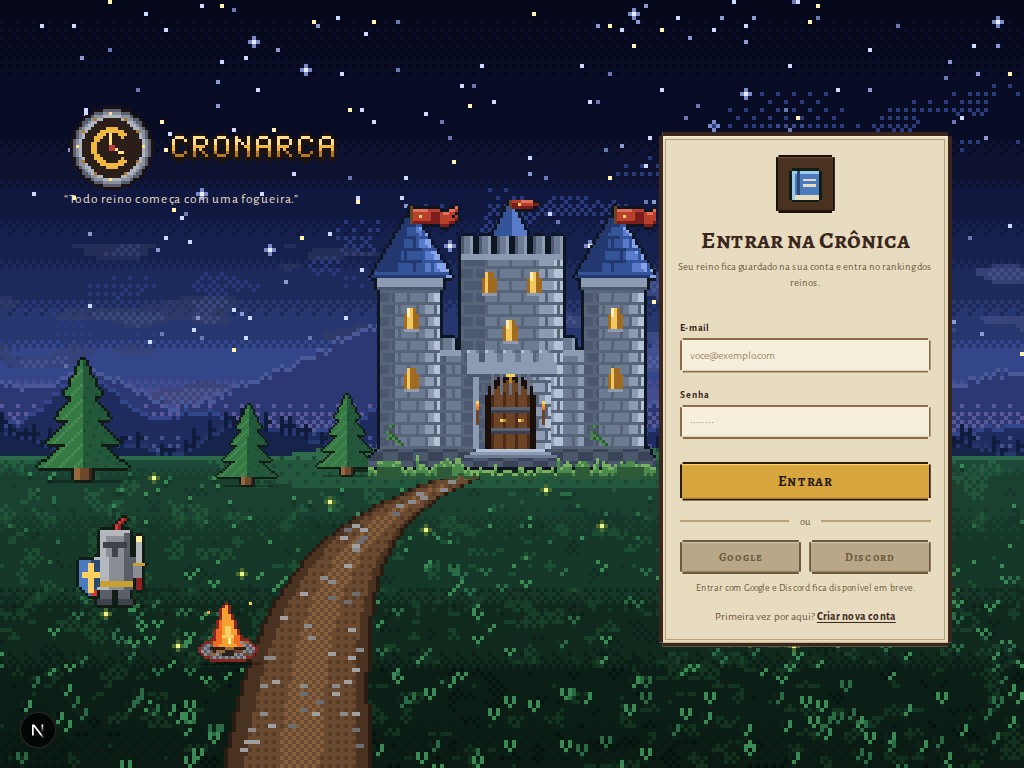 CRONARCA
"Todo reino começa com uma fogueira."
Entrar na Crônica
Seu reino fica guardado na sua conta e entra no ranking dos
reinos.
E-mail
voce@exemplo.com
Senha
········
Entrar
ou
Google
Discord
Entrar com Google e Discord fica disponível em breve.
Primeira vez por aqui? Criar nova conta
N